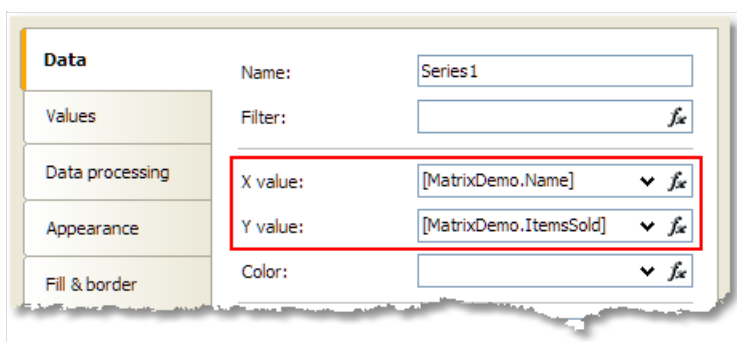 Data
Values
Data processing
Appearance
Fill & border
Name: Series1
Filter:
X value: [MatrixDemo.Name]
Y value: [MatrixDemo.ItemsSold]
Color: